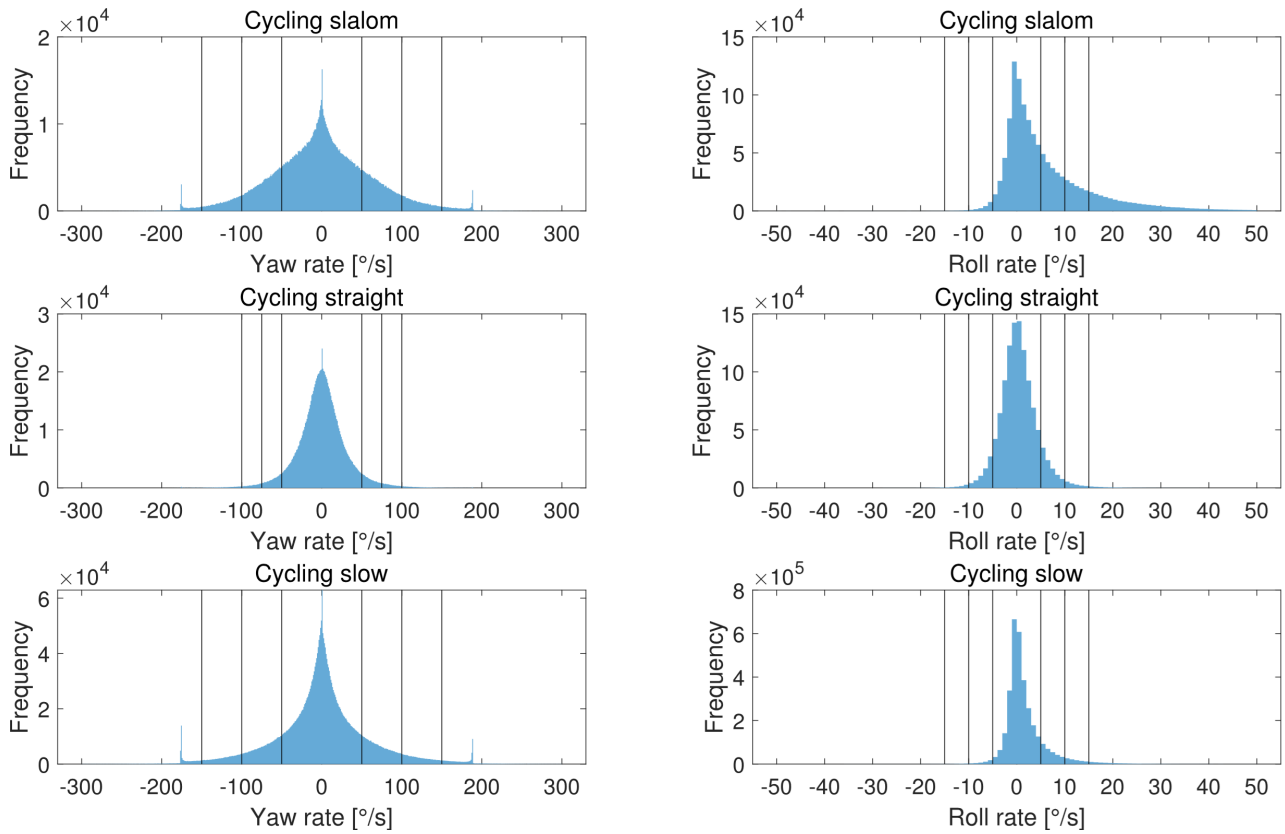 ×10^4
Cycling slalom
2
1
0
Frequency
-300 -200 -100 0 100 200 300
Yaw rate [°/s]
×10^4
Cycling slalom
15
10
5
0
Frequency
-50 -40 -30 -20 -10 0 10 20 30 40 50
Roll rate [°/s]
×10^4
Cycling straight
3
2
1
0
Frequency
-300 -200 -100 0 100 200 300
Yaw rate [°/s]
×10^4
Cycling straight
15
10
5
0
Frequency
-50 -40 -30 -20 -10 0 10 20 30 40 50
Roll rate [°/s]
×10^4
Cycling slow
6
4
2
0
Frequency
-300 -200 -100 0 100 200 300
Yaw rate [°/s]
×10^5
Cycling slow
8
6
4
2
0
Frequency
-50 -40 -30 -20 -10 0 10 20 30 40 50
Roll rate [°/s]